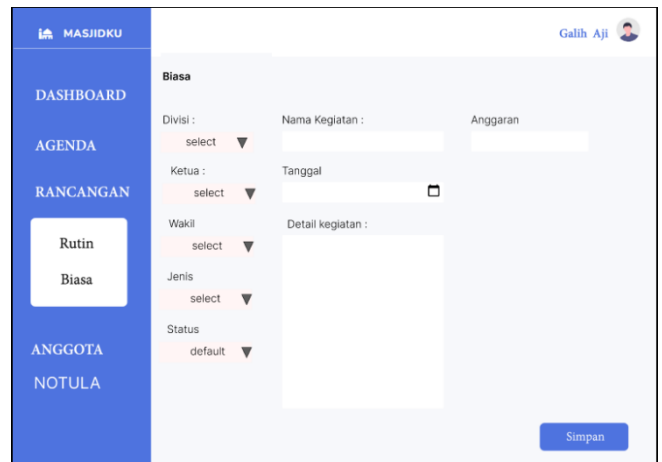 MASJIDKU
Galih Aji
DASHBOARD
AGENDA
RANCANGAN
Rutin
Biasa
ANGGOTA
NOTULA
Biasa
Divisi :
select
Ketua :
select
Wakil
select
Jenis
select
Status
default
Nama Kegiatan :
Tanggal
Detail kegiatan :
Anggaran
Simpan